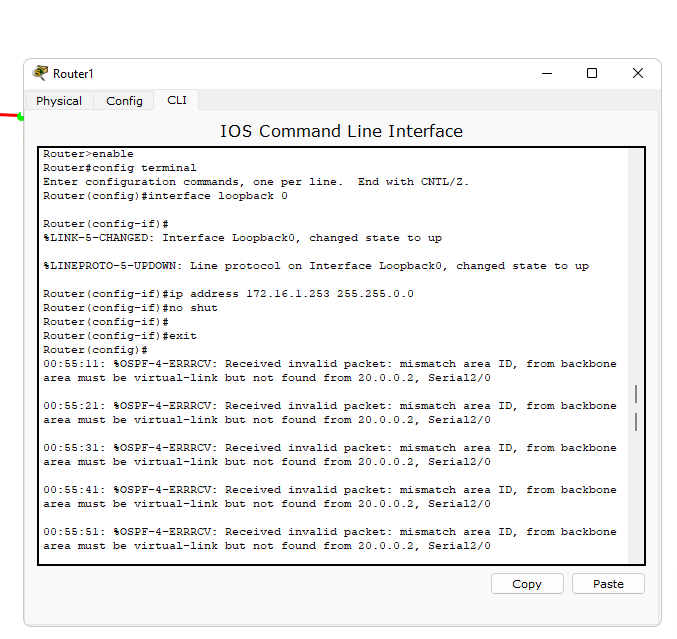 Router1
Physical Config CLI
IOS Command Line Interface
Router>enable
Router#config terminal
Enter configuration commands, one per line.  End with CNTL/Z.
Router(config)#interface loopback 0
Router(config-if)#
%LINK-5-CHANGED: Interface Loopback0, changed state to up
%LINEPROTO-5-UPDOWN: Line protocol on Interface Loopback0, changed state to up
Router(config-if)#ip address 172.16.1.253 255.255.0.0
Router(config-if)#no shut
Router(config-if)#
Router(config-if)#exit
Router(config)#
00:55:11: %OSPF-4-ERRRCV: Received invalid packet: mismatch area ID, from backbone
area must be virtual-link but not found from 20.0.0.2, Serial2/0
00:55:21: %OSPF-4-ERRRCV: Received invalid packet: mismatch area ID, from backbone
area must be virtual-link but not found from 20.0.0.2, Serial2/0
00:55:31: %OSPF-4-ERRRCV: Received invalid packet: mismatch area ID, from backbone
area must be virtual-link but not found from 20.0.0.2, Serial2/0
00:55:41: %OSPF-4-ERRRCV: Received invalid packet: mismatch area ID, from backbone
area must be virtual-link but not found from 20.0.0.2, Serial2/0
00:55:51: %OSPF-4-ERRRCV: Received invalid packet: mismatch area ID, from backbone
area must be virtual-link but not found from 20.0.0.2, Serial2/0
Copy Paste